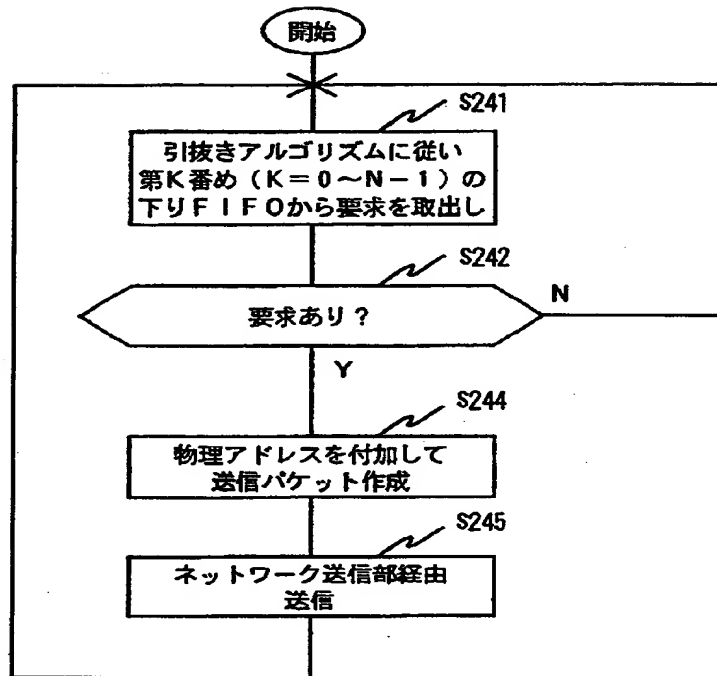 開始
S241
引抜きアルゴリズムに従い
第K番め（K＝0～N－1）の
下りFIFOから要求を取出し
S242
要求あり？
N
Y
S244
物理アドレスを付加して
送信パケット作成
S245
ネットワーク送信部経由
送信